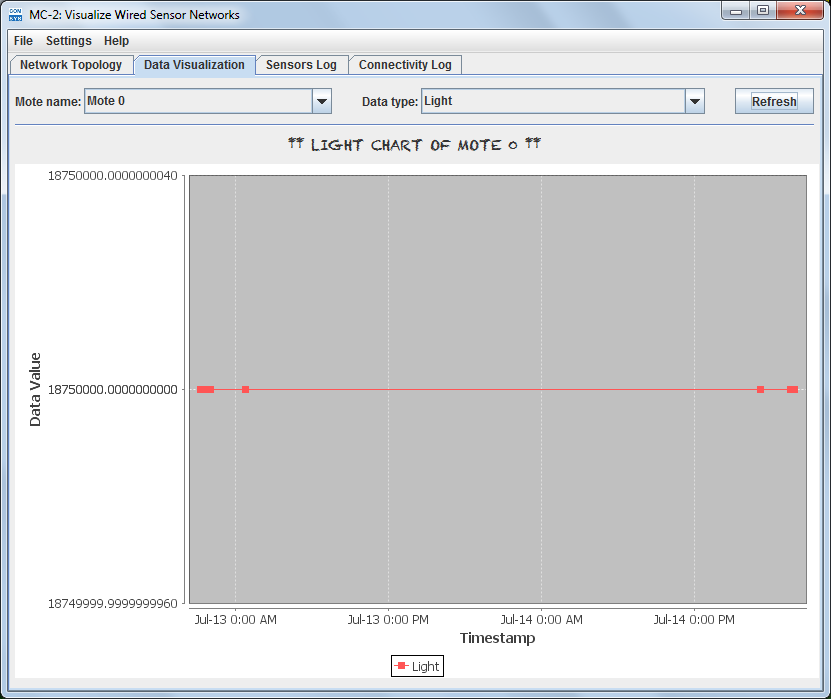 CON
SYN
MC-2: Visualize Wired Sensor Networks
File Settings Help
Network Topology Data Visualization Sensors Log Connectivity Log
Mote name: Mote 0 Data type: Light Refresh
** LIGHT CHART OF MOTE 0 **
18750000.0000000040
18750000.0000000000
18749999.9999999960
Data Value
Jul-13 0:00 AM Jul-13 0:00 PM Jul-14 0:00 AM Jul-14 0:00 PM
Timestamp
Light